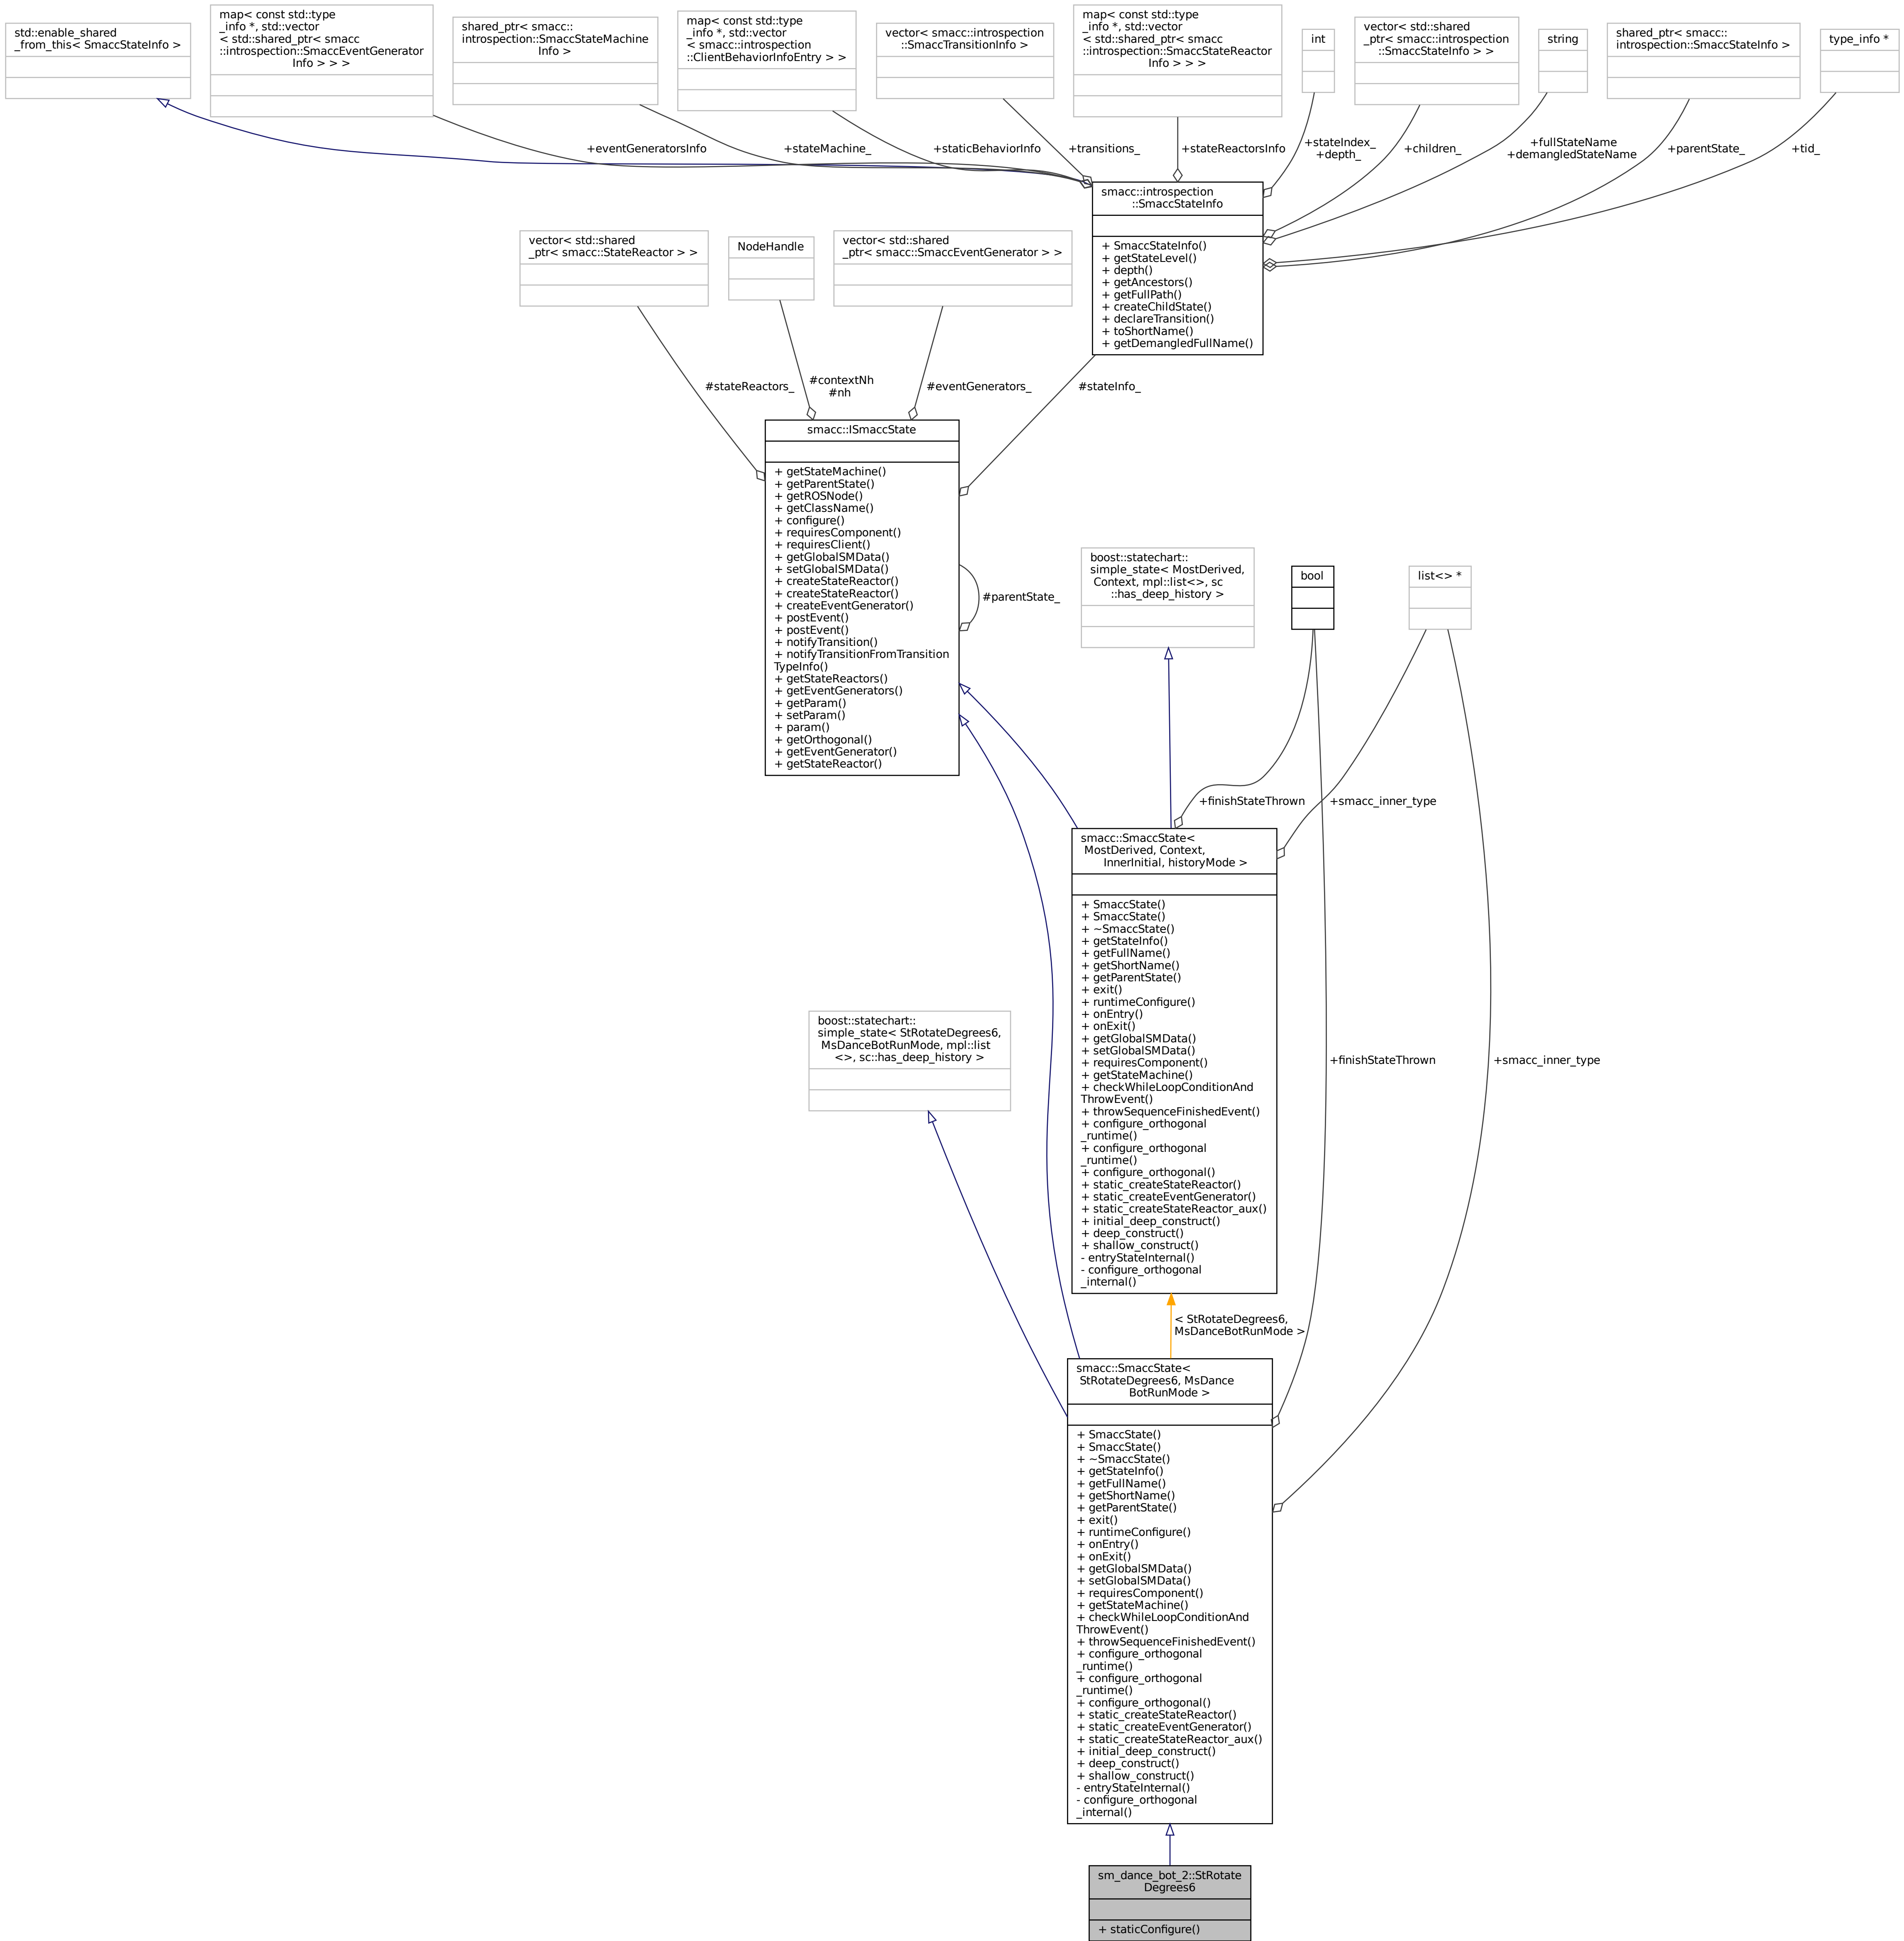 std::enable_shared
_from_this< SmaccStateInfo >
map< const std::type
_info *, std::vector
< std::shared_ptr< smacc
::introspection::SmaccEventGenerator
Info > > >
shared_ptr< smacc::
introspection::SmaccStateMachine
Info >
map< const std::type
_info *, std::vector
< smacc::introspection
::ClientBehaviorInfoEntry > >
vector< smacc::introspection
::SmaccTransitionInfo >
map< const std::type
_info *, std::vector
< std::shared_ptr< smacc
::introspection::SmaccStateReactor
Info > > >
int
vector< std::shared
_ptr< smacc::introspection
::SmaccStateInfo > >
string
shared_ptr< smacc::
introspection::SmaccStateInfo >
type_info *
+eventGeneratorsInfo
+stateMachine_
+staticBehaviorInfo
+transitions_
+stateReactorsInfo
+stateIndex_
+depth_
+children_
+fullStateName
+demangledStateName
+parentState_
+tid_
smacc::introspection
::SmaccStateInfo
+ SmaccStateInfo()
+ getStateLevel()
+ depth()
+ getAncestors()
+ getFullPath()
+ createChildState()
+ declareTransition()
+ toShortName()
+ getDemangledFullName()
vector< std::shared
_ptr< smacc::StateReactor > >
NodeHandle
vector< std::shared
_ptr< smacc::SmaccEventGenerator > >
#stateReactors_
#contextNh
#nh
#eventGenerators_
#stateInfo_
smacc::ISmaccState
+ getStateMachine()
+ getParentState()
+ getROSNode()
+ getClassName()
+ configure()
+ requiresComponent()
+ requiresClient()
+ getGlobalSMData()
+ setGlobalSMData()
+ createStateReactor()
+ createStateReactor()
+ createEventGenerator()
+ postEvent()
+ postEvent()
+ notifyTransition()
+ notifyTransitionFromTransition
TypeInfo()
+ getStateReactors()
+ getEventGenerators()
+ getParam()
+ setParam()
+ param()
+ getOrthogonal()
+ getEventGenerator()
+ getStateReactor()
#parentState_
boost::statechart::
simple_state< MostDerived,
Context, mpl::list<>, sc
::has_deep_history >
bool
list<> *
+finishStateThrown
+smacc_inner_type
smacc::SmaccState<
MostDerived, Context,
InnerInitial, historyMode >
+ SmaccState()
+ SmaccState()
+ ~SmaccState()
+ getStateInfo()
+ getFullName()
+ getShortName()
+ getParentState()
+ exit()
+ runtimeConfigure()
+ onEntry()
+ onExit()
+ getGlobalSMData()
+ setGlobalSMData()
+ requiresComponent()
+ getStateMachine()
+ checkWhileLoopConditionAnd
ThrowEvent()
+ throwSequenceFinishedEvent()
+ configure_orthogonal
_runtime()
+ configure_orthogonal
_runtime()
+ configure_orthogonal()
+ static_createStateReactor()
+ static_createEventGenerator()
+ static_createStateReactor_aux()
+ initial_deep_construct()
+ deep_construct()
+ shallow_construct()
- entryStateInternal()
- configure_orthogonal
_internal()
boost::statechart::
simple_state< StRotateDegrees6,
MsDanceBotRunMode, mpl::list
<>, sc::has_deep_history >
+finishStateThrown
+smacc_inner_type
< StRotateDegrees6,
MsDanceBotRunMode >
smacc::SmaccState<
StRotateDegrees6, MsDance
BotRunMode >
+ SmaccState()
+ SmaccState()
+ ~SmaccState()
+ getStateInfo()
+ getFullName()
+ getShortName()
+ getParentState()
+ exit()
+ runtimeConfigure()
+ onEntry()
+ onExit()
+ getGlobalSMData()
+ setGlobalSMData()
+ requiresComponent()
+ getStateMachine()
+ checkWhileLoopConditionAnd
ThrowEvent()
+ throwSequenceFinishedEvent()
+ configure_orthogonal
_runtime()
+ configure_orthogonal
_runtime()
+ configure_orthogonal()
+ static_createStateReactor()
+ static_createEventGenerator()
+ static_createStateReactor_aux()
+ initial_deep_construct()
+ deep_construct()
+ shallow_construct()
- entryStateInternal()
- configure_orthogonal
_internal()
sm_dance_bot_2::StRotate
Degrees6
+ staticConfigure()